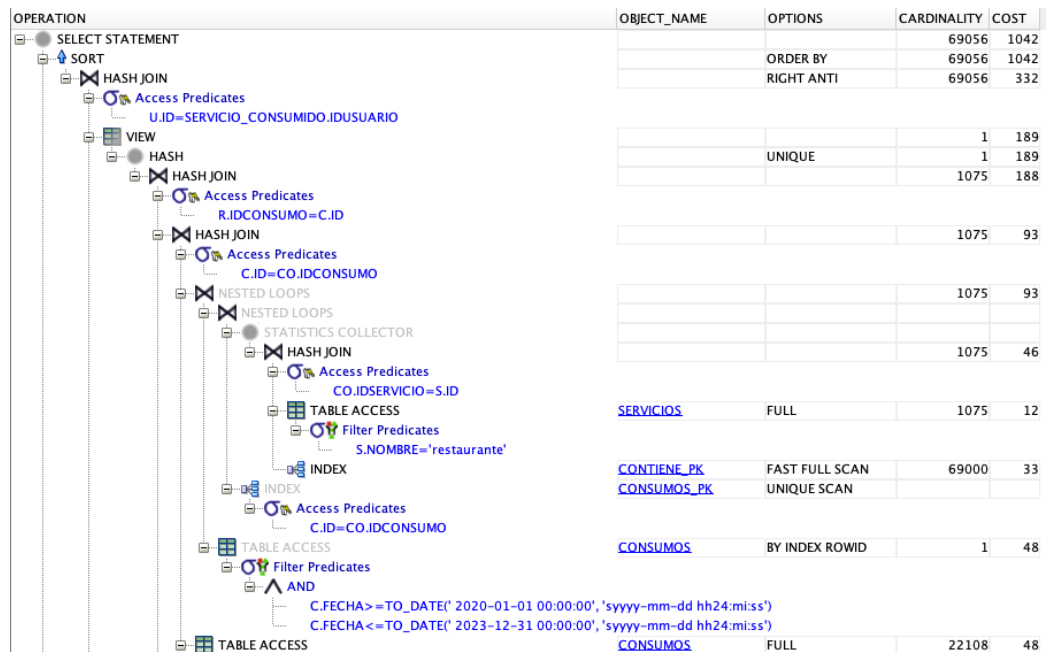 OPERATION OBJECT_NAME OPTIONS CARDINALITY COST
SELECT STATEMENT 69056 1042
SORT ORDER BY 69056 1042
HASH JOIN RIGHT ANTI 69056 332
Access Predicates
U.ID=SERVICIO_CONSUMIDO.IDUSUARIO
VIEW 1 189
HASH UNIQUE 1 189
HASH JOIN 1075 188
Access Predicates
R.IDCONSUMO=C.ID
HASH JOIN 1075 93
Access Predicates
C.ID=CO.IDCONSUMO
NESTED LOOPS 1075 93
NESTED LOOPS
STATISTICS COLLECTOR
HASH JOIN 1075 46
Access Predicates
CO.IDSERVICIO=S.ID
TABLE ACCESS SERVICIOS FULL 1075 12
Filter Predicates
S.NOMBRE='restaurante'
INDEX CONTIENE_PK FAST FULL SCAN 69000 33
INDEX CONSUMOS_PK UNIQUE SCAN
Access Predicates
C.ID=CO.IDCONSUMO
TABLE ACCESS CONSUMOS BY INDEX ROWID 1 48
Filter Predicates
AND
C.FECHA>=TO_DATE(' 2020-01-01 00:00:00', 'syyyy-mm-dd hh24:mi:ss')
C.FECHA<=TO_DATE(' 2023-12-31 00:00:00', 'syyyy-mm-dd hh24:mi:ss')
TABLE ACCESS CONSUMOS FULL 22108 48